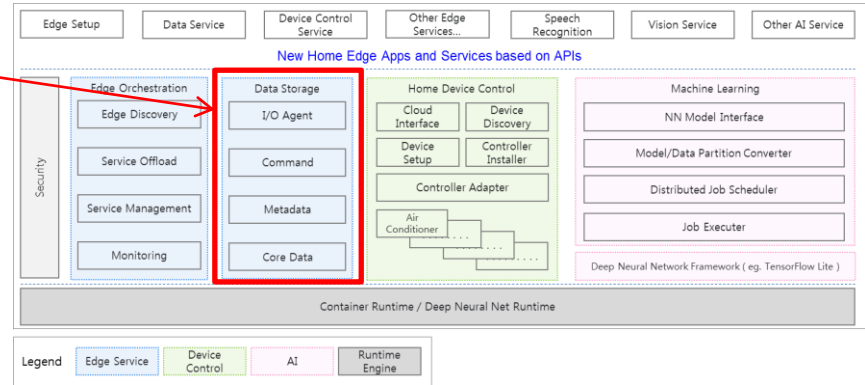 Edge Setup
Data Service
Device Control
Service
Other Edge
Services...
Speech
Recognition
Vision Service
Other AI Service
New Home Edge Apps and Services based on APIs
Security
Edge Orchestration
Edge Discovery
Service Offload
Service Management
Monitoring
Data Storage
I/O Agent
Command
Metadata
Core Data
Home Device Control
Cloud
Interface
Device
Discovery
Device
Setup
Controller
Installer
Controller Adapter
Air
Conditioner
. . . . .
. . . . .
Machine Learning
NN Model Interface
Model/Data Partition Converter
Distributed Job Scheduler
Job Executer
Deep Neural Network Framework ( eg. TensorFlow Lite )
Container Runtime / Deep Neural Net Runtime
Legend
Edge Service
Device
Control
AI
Runtime
Engine